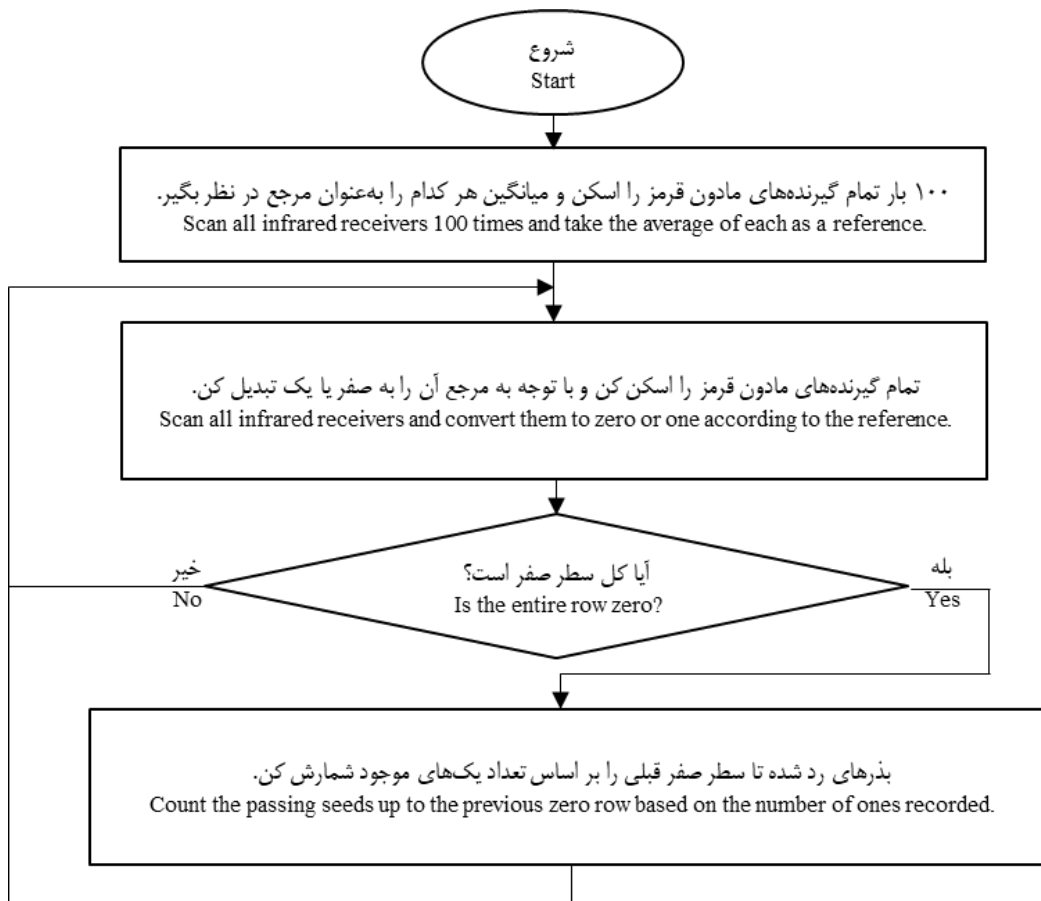 شروع
Start
۱۰۰ بار تمام گیرنده‌های مادون قرمز را اسکن و میانگین هر کدام را به‌عنوان مرجع در نظر بگیر.
Scan all infrared receivers 100 times and take the average of each as a reference.
تمام گیرنده‌های مادون قرمز را اسکن کن و با توجه به مرجع آن را به صفر یا یک تبدیل کن.
Scan all infrared receivers and convert them to zero or one according to the reference.
خیر
No
آیا کل سطر صفر است؟
Is the entire row zero?
بله
Yes
بذرهای رد شده تا سطر صفر قبلی را بر اساس تعداد یک‌های موجود شمارش کن.
Count the passing seeds up to the previous zero row based on the number of ones recorded.